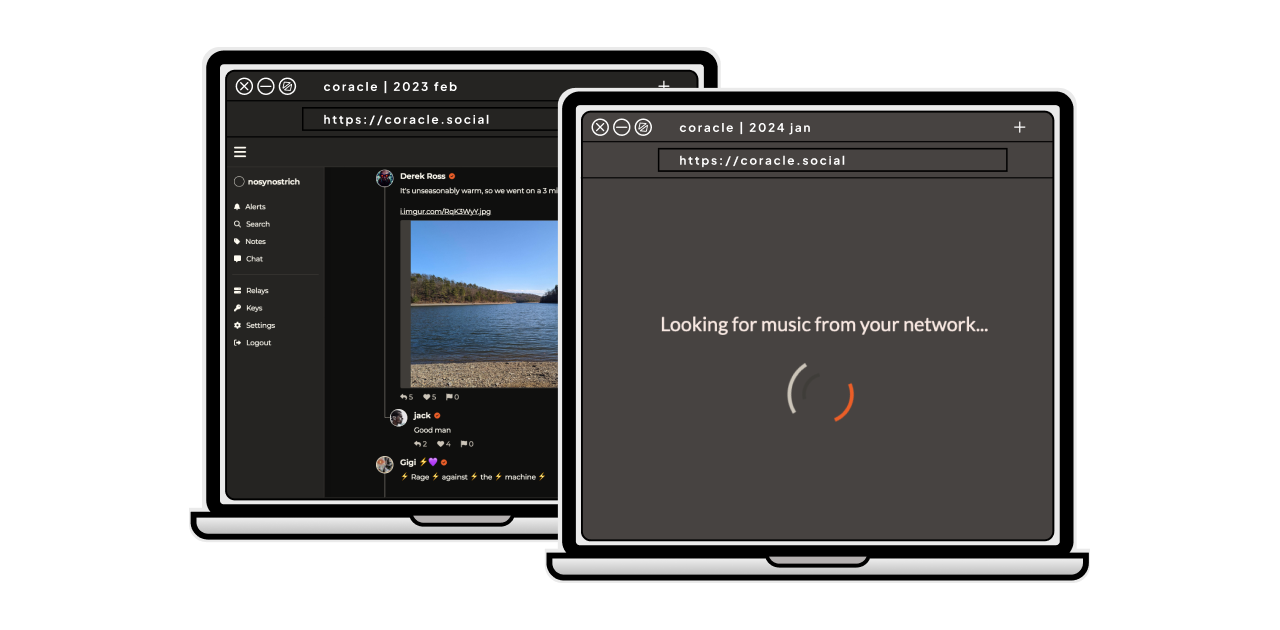 coracle | 2023 feb
https://coracle.social
nosynostrich
Alerts
Search
Notes
Chat
Relays
Keys
Settings
Logout
Derek Ross
It's unseasonably warm, so we went on a 3 mi
i.imgur.com/RqK3WyY.jpg
5 5 0
jack
Good man
2 4 0
Gigi ⚡💜
⚡ Rage ⚡ against ⚡ the ⚡ machine ⚡
coracle | 2024 jan
https://coracle.social
Looking for music from your network...